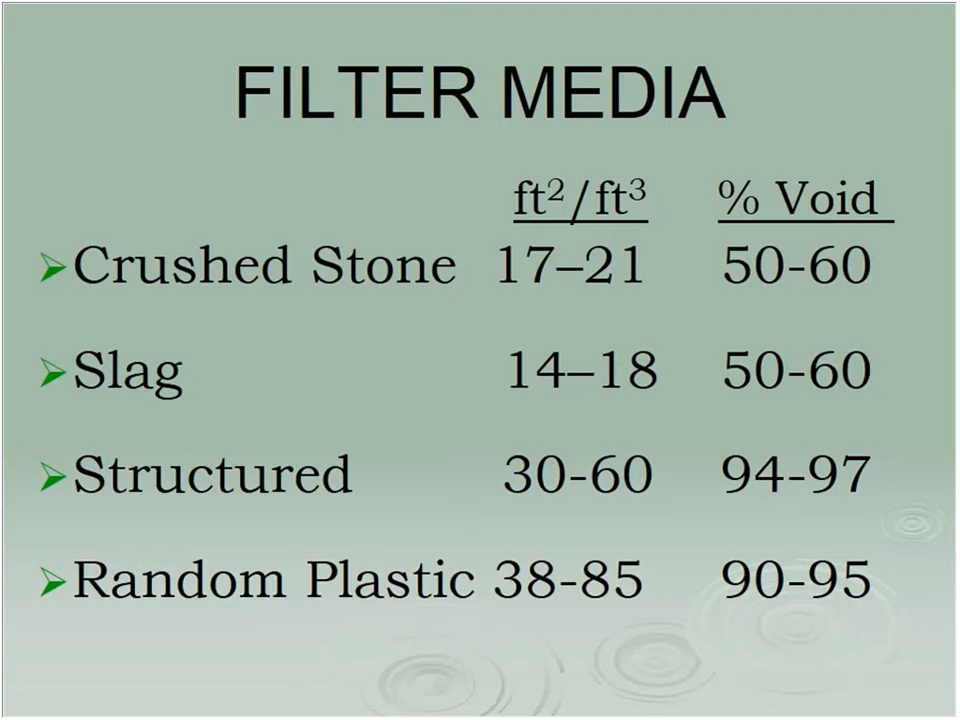 FILTER MEDIA
ft²/ft³ % Void
➢Crushed Stone 17–21 50-60
➢Slag 14–18 50-60
➢Structured 30-60 94-97
➢Random Plastic 38-85 90-95